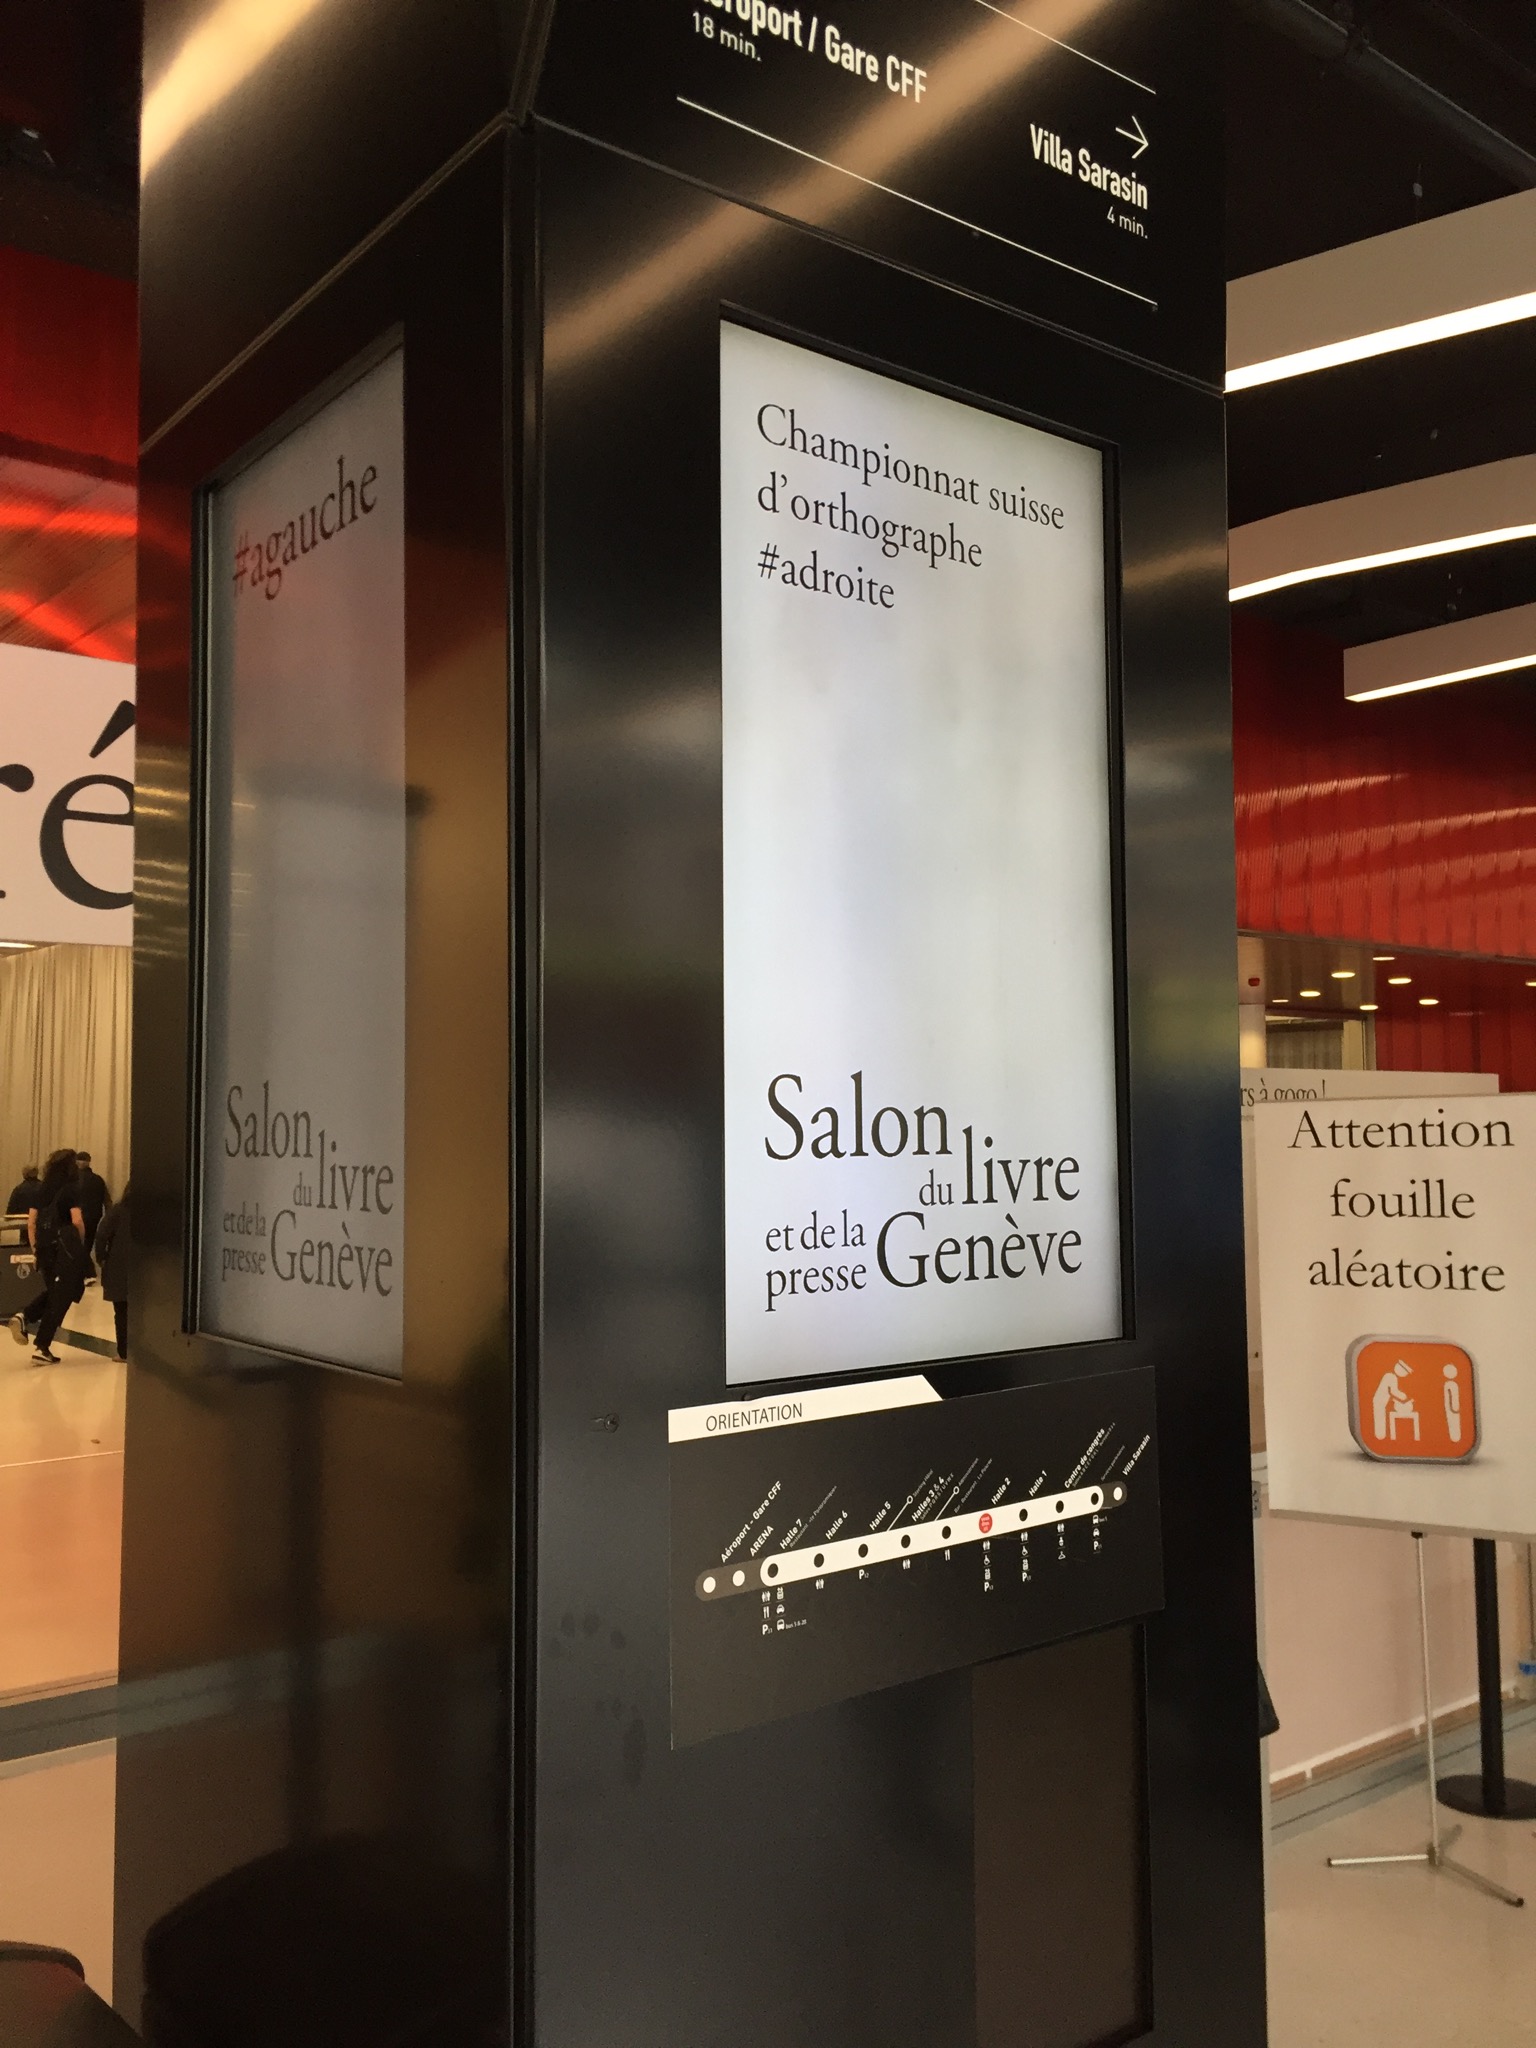 18 min.
Gare CFF
Villa Sarasin
4 min.
#agauche
Salon
du livre
et de la
presse Genève
Championnat suisse
d'orthographe
#adroite
Salon
du livre
et de la
presse Genève
ORIENTATION
Aéroport - Gare CFF
ARENA
Halle 7
Halle 6
Halle 5
Halles 3 & 4
Halle 2
Halle 1
Centre de congrès
Villa Sarasin
ré
à gogo !
Attention
fouille
aléatoire